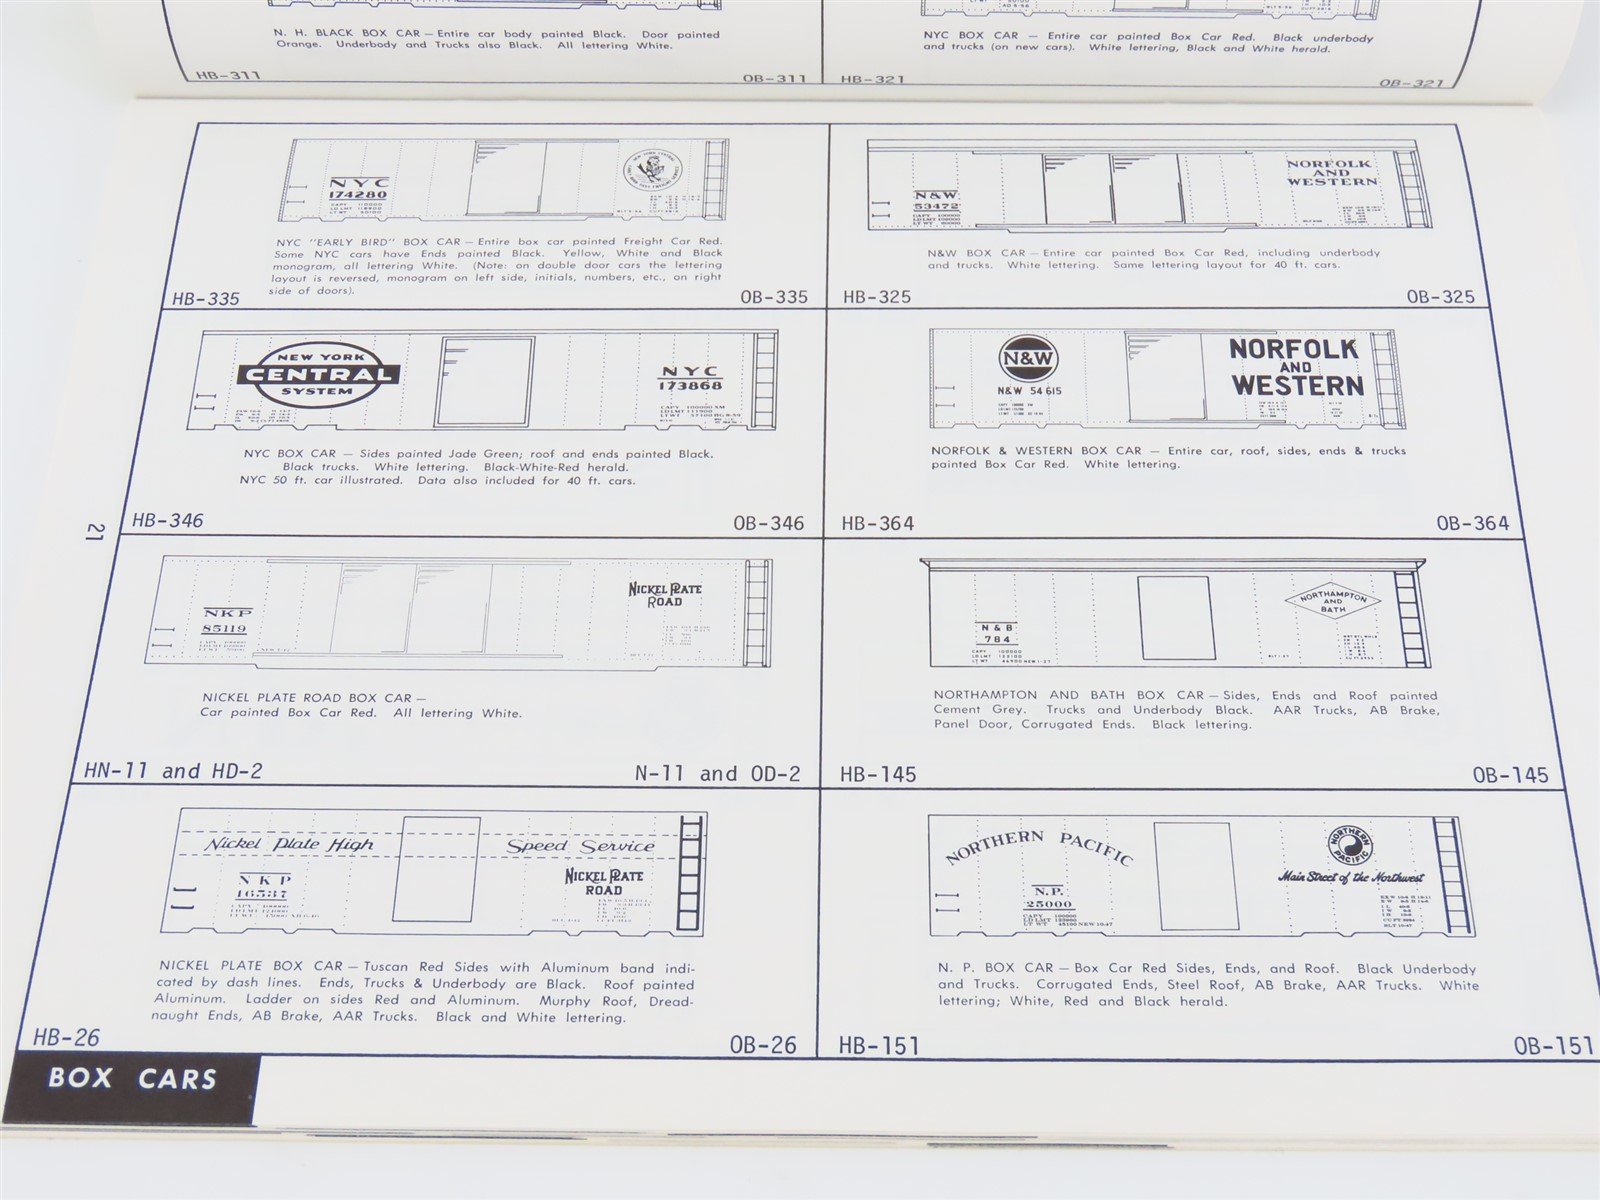 N. H. BLACK BOX CAR — Entire car body painted Black. Door painted
Orange. Underbody and Trucks also Black. All lettering White.
HB-311
OB-311
NYC BOX CAR — Entire car painted Box Car Red. Black underbody
and trucks (on new cars). White lettering, Black and White herald.
HB-321
OB-321
NYC
174280
NYC "EARLY BIRD" BOX CAR — Entire box car painted Freight Car Red.
Some NYC cars have Ends painted Black. Yellow, White and Black
monogram, all lettering White. (Note: on double door cars the lettering
layout is reversed, monogram on left side, initials, numbers, etc., on right
side of doors).
HB-335
OB-335
N&W
53472
NORFOLK
AND
WESTERN
N&W BOX CAR — Entire car painted Box Car Red, including underbody
and trucks. White lettering. Same lettering layout for 40 ft. cars.
HB-325
OB-325
NEW YORK
CENTRAL
SYSTEM
NYC
173868
NYC BOX CAR — Sides painted Jade Green; roof and ends painted Black.
Black trucks. White lettering. Black-White-Red herald.
NYC 50 ft. car illustrated. Data also included for 40 ft. cars.
HB-346
OB-346
N&W
N&W 54615
NORFOLK
AND
WESTERN
NORFOLK & WESTERN BOX CAR — Entire car, roof, sides, ends & trucks
painted Box Car Red. White lettering.
HB-364
OB-364
21
NKP
85119
NICKEL PLATE
ROAD
NICKEL PLATE ROAD BOX CAR —
Car painted Box Car Red. All lettering White.
HN-11 and HD-2
N-11 and OD-2
N & B
784
NORTHAMPTON
AND
BATH
NORTHAMPTON AND BATH BOX CAR — Sides, Ends and Roof painted
Cement Grey. Trucks and Underbody Black. AAR Trucks, AB Brake,
Panel Door, Corrugated Ends. Black lettering.
HB-145
OB-145
Nickel Plate High Speed Service
NKP
16537
NICKEL PLATE
ROAD
NICKEL PLATE BOX CAR — Tuscan Red Sides with Aluminum band indi-
cated by dash lines. Ends, Trucks & Underbody are Black. Roof painted
Aluminum. Ladder on sides Red and Aluminum. Murphy Roof, Dread-
naught Ends, AB Brake, AAR Trucks. Black and White lettering.
HB-26
OB-26
NORTHERN PACIFIC
N.P.
25000
NORTHERN
PACIFIC
Main Street of the Northwest
N. P. BOX CAR — Box Car Red Sides, Ends, and Roof. Black Underbody
and Trucks. Corrugated Ends, Steel Roof, AB Brake, AAR Trucks. White
lettering; White, Red and Black herald.
HB-151
OB-151
BOX CARS